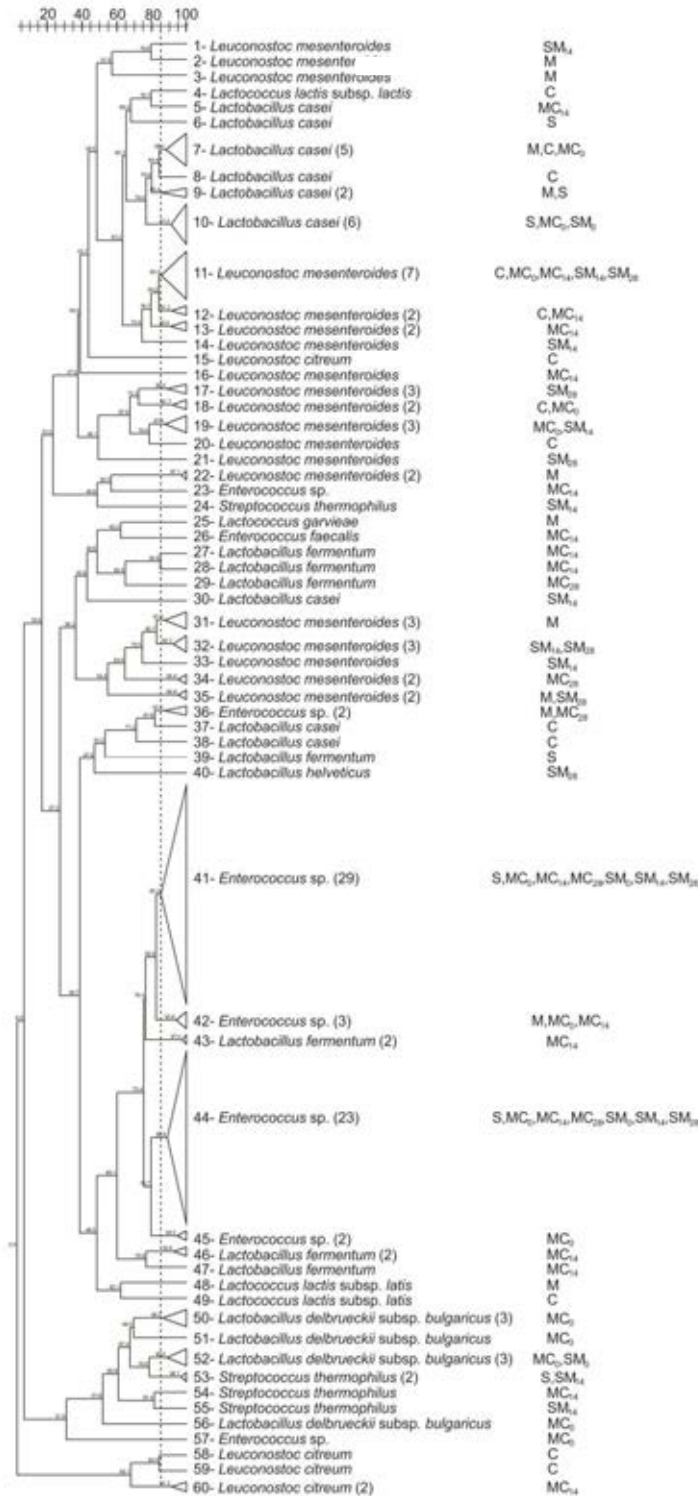 20 40 60 80 100
1- Leuconostoc mesenteroides SM₁₄
2- Leuconostoc mesenter M
3- Leuconostoc mesenteroides M
4- Lactococcus lactis subsp. lactis C
5- Lactobacillus casei MC₁₄
6- Lactobacillus casei S
7- Lactobacillus casei (5) M,C,MC₀
8- Lactobacillus casei C
9- Lactobacillus casei (2) M,S
10- Lactobacillus casei (6) S,MC₀,SM₀
11- Leuconostoc mesenteroides (7) C,MC₀,MC₁₄,SM₁₄,SM₂₈
12- Leuconostoc mesenteroides (2) C,MC₁₄
13- Leuconostoc mesenteroides (2) MC₁₄
14- Leuconostoc mesenteroides SM₁₄
15- Leuconostoc citreum C
16- Leuconostoc mesenteroides MC₁₄
17- Leuconostoc mesenteroides (3) SM₂₈
18- Leuconostoc mesenteroides (2) C,MC₀
19- Leuconostoc mesenteroides (3) MC₀,SM₁₄
20- Leuconostoc mesenteroides C
21- Leuconostoc mesenteroides SM₂₈
22- Leuconostoc mesenteroides (2) M
23- Enterococcus sp. MC₁₄
24- Streptococcus thermophilus SM₁₄
25- Lactococcus garvieae M
26- Enterococcus faecalis MC₁₄
27- Lactobacillus fermentum MC₁₄
28- Lactobacillus fermentum MC₁₄
29- Lactobacillus fermentum MC₂₈
30- Lactobacillus casei SM₁₄
31- Leuconostoc mesenteroides (3) M
32- Leuconostoc mesenteroides (3) SM₁₄,SM₂₈
33- Leuconostoc mesenteroides SM₁₄
34- Leuconostoc mesenteroides (2) MC₂₈
35- Leuconostoc mesenteroides (2) M,SM₂₈
36- Enterococcus sp. (2) M,MC₂₈
37- Lactobacillus casei C
38- Lactobacillus casei C
39- Lactobacillus fermentum S
40- Lactobacillus helveticus SM₂₈
41- Enterococcus sp. (29) S,MC₀,MC₁₄,MC₂₈,SM₀,SM₁₄,SM₂₈
42- Enterococcus sp. (3) M,MC₀,MC₁₄
43- Lactobacillus fermentum (2) MC₁₄
44- Enterococcus sp. (23) S,MC₀,MC₁₄,MC₂₈,SM₀,SM₁₄,SM₂₈
45- Enterococcus sp. (2) MC₀
46- Lactobacillus fermentum (2) MC₁₄
47- Lactobacillus fermentum MC₁₄
48- Lactococcus lactis subsp. latis M
49- Lactococcus lactis subsp. latis C
50- Lactobacillus delbrueckii subsp. bulgaricus (3) MC₀
51- Lactobacillus delbrueckii subsp. bulgaricus MC₀
52- Lactobacillus delbrueckii subsp. bulgaricus (3) MC₀,SM₀
53- Streptococcus thermophilus (2) S,SM₁₄
54- Streptococcus thermophilus MC₁₄
55- Streptococcus thermophilus SM₁₄
56- Lactobacillus delbrueckii subsp. bulgaricus MC₀
57- Enterococcus sp. MC₀
58- Leuconostoc citreum C
59- Leuconostoc citreum C
60- Leuconostoc citreum (2) MC₁₄